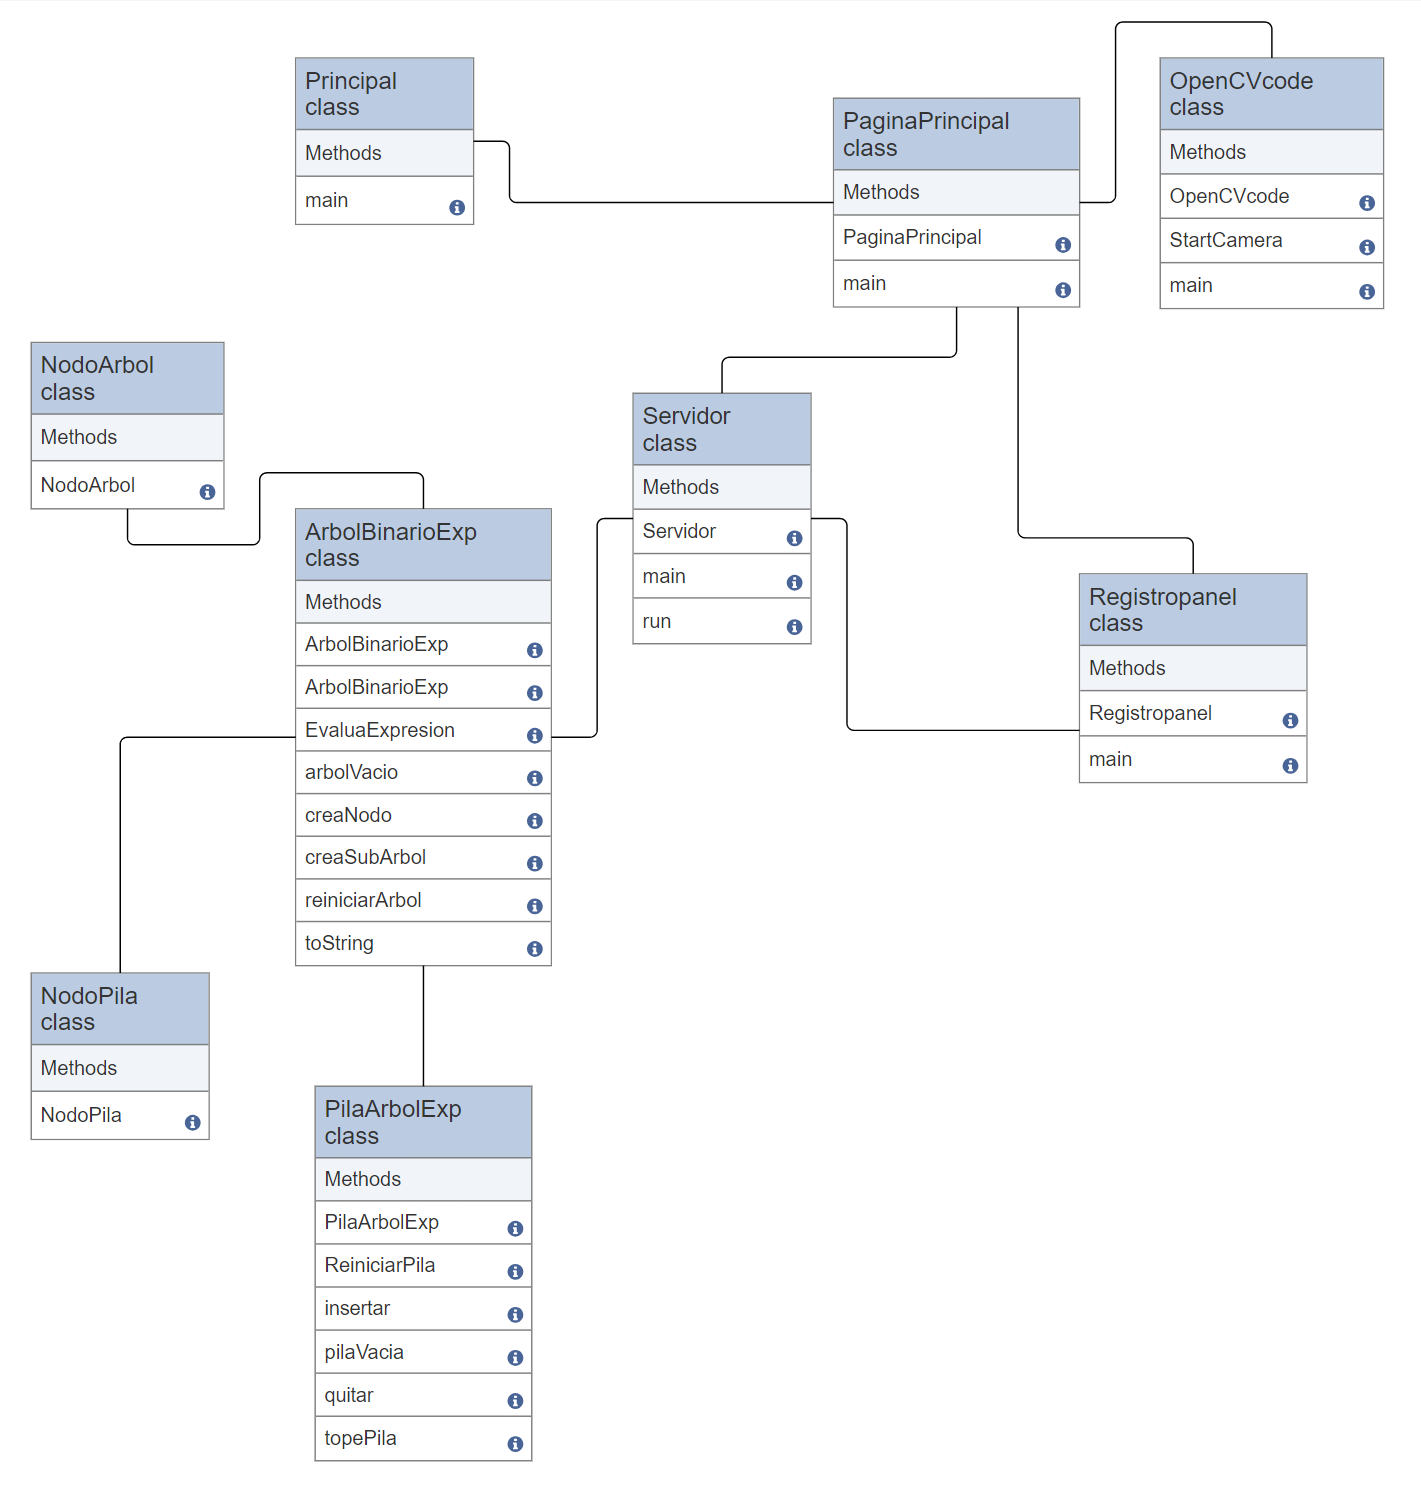 Principal
class
Methods
main
PaginaPrincipal
class
Methods
PaginaPrincipal
main
OpenCVcode
class
Methods
OpenCVcode
StartCamera
main
NodoArbol
class
Methods
NodoArbol
Servidor
class
Methods
Servidor
main
run
ArbolBinarioExp
class
Methods
ArbolBinarioExp
ArbolBinarioExp
EvaluaExpresion
arbolVacio
creaNodo
creaSubArbol
reiniciarArbol
toString
Registropanel
class
Methods
Registropanel
main
NodoPila
class
Methods
NodoPila
PilaArbolExp
class
Methods
PilaArbolExp
ReiniciarPila
insertar
pilaVacia
quitar
topePila